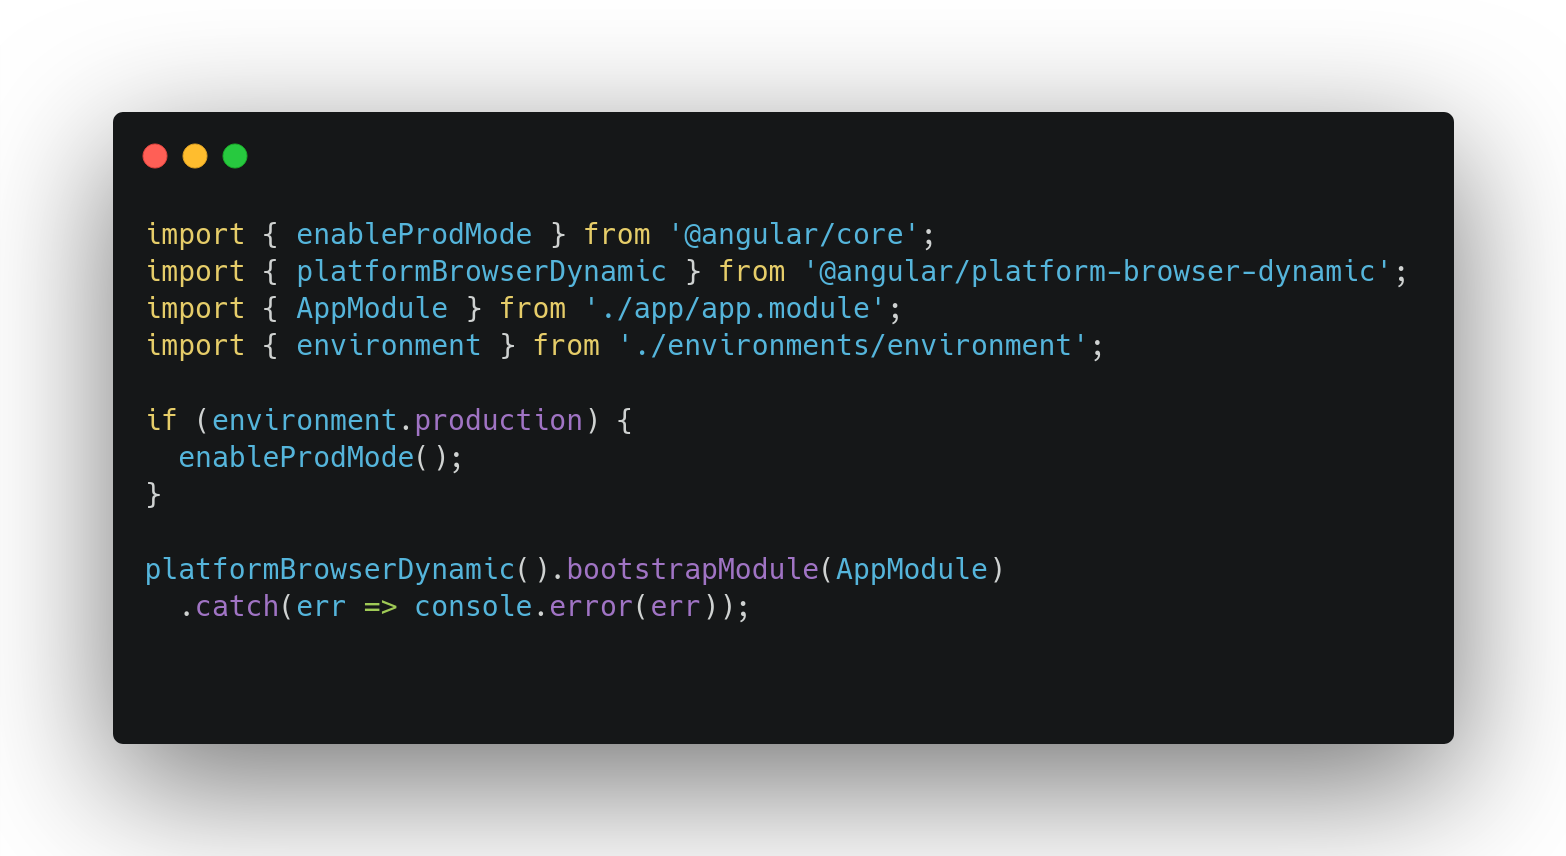 import { enableProdMode } from '@angular/core';
import { platformBrowserDynamic } from '@angular/platform-browser-dynamic';
import { AppModule } from './app/app.module';
import { environment } from './environments/environment';

if (environment.production) {
  enableProdMode();
}

platformBrowserDynamic().bootstrapModule(AppModule)
  .catch(err => console.error(err));